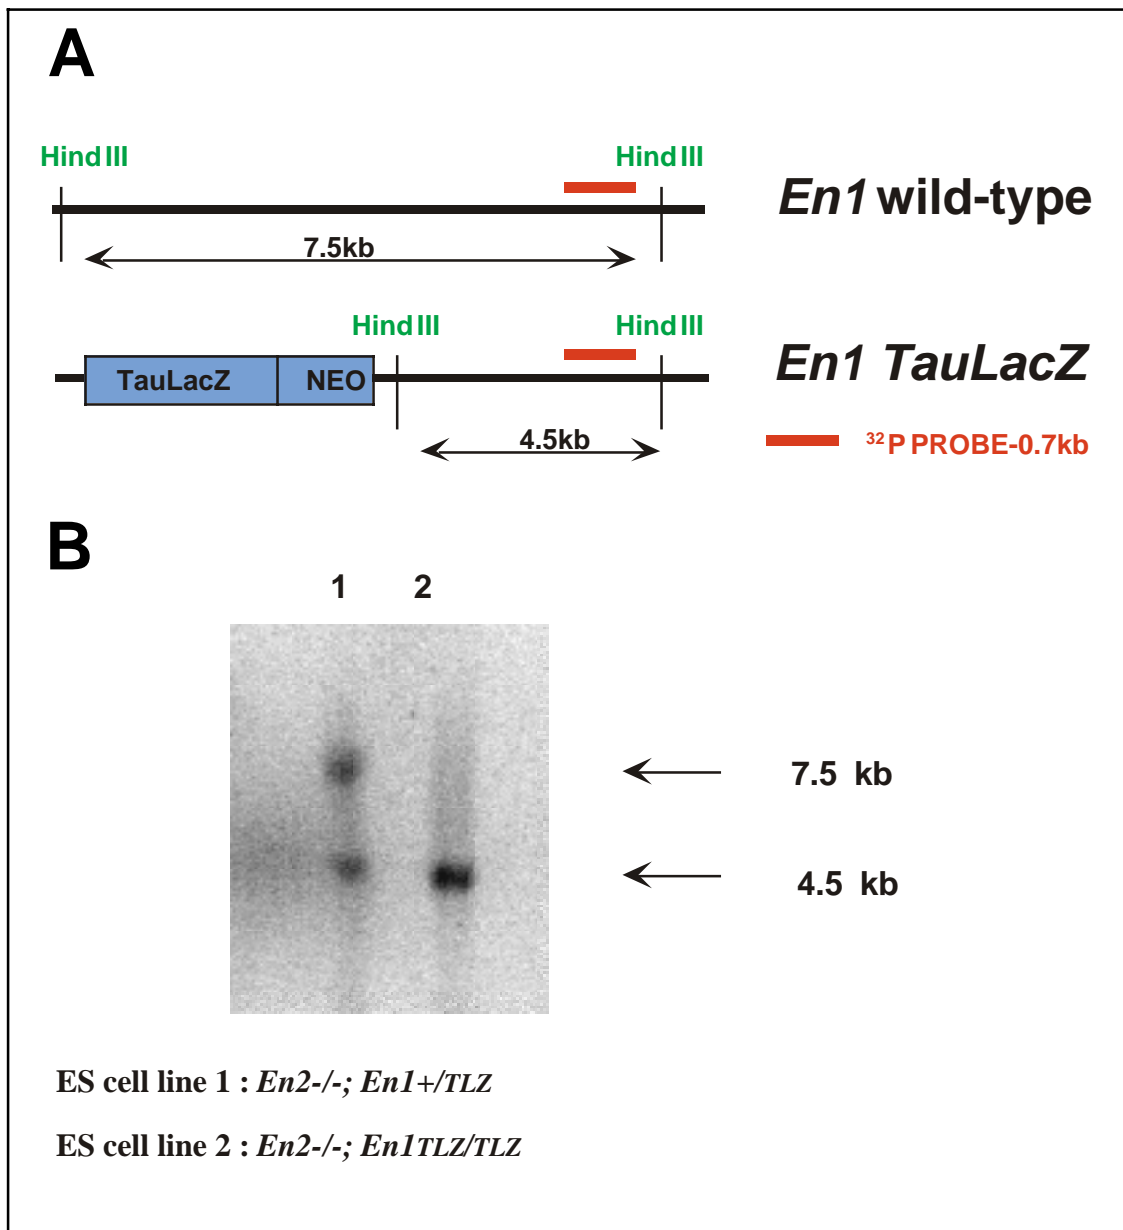 A
Hind III Hind III
En1 wild-type
7.5kb
Hind III Hind III
TauLacZ NEO
En1 TauLacZ
4.5kb
32P PROBE-0.7kb
B
1 2
7.5 kb
4.5 kb
ES cell line 1 : En2-/-; En1+/TLZ
ES cell line 2 : En2-/-; En1TLZ/TLZ